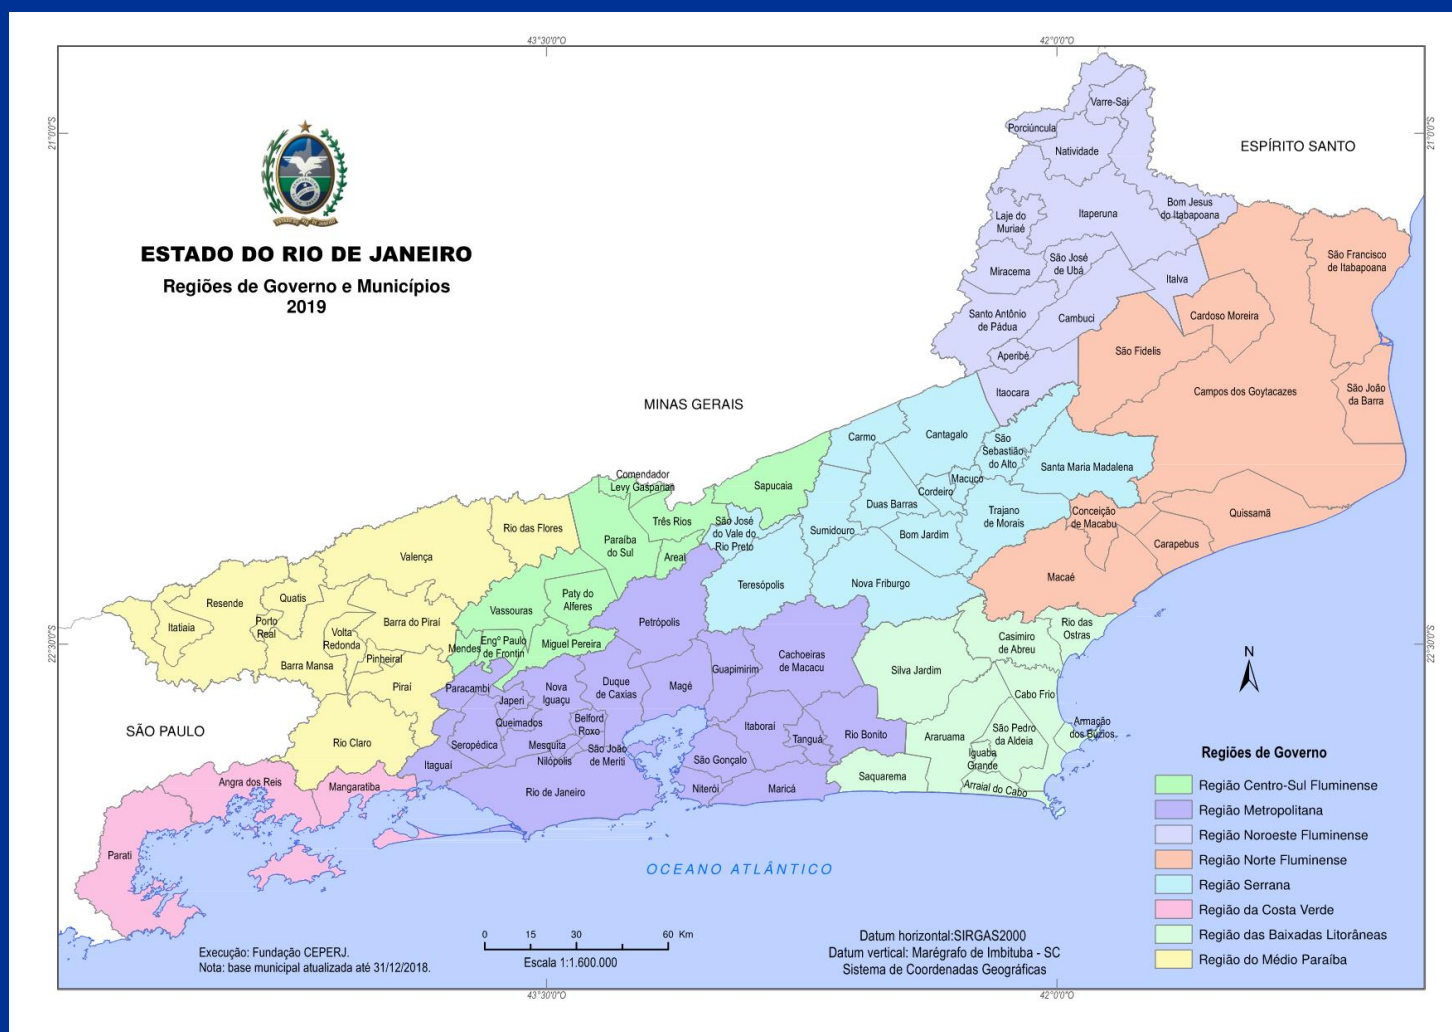 43°30'0"O
42°0'0"O
21°0'0"S
21°0'0"S
ESTADO DO RIO DE JANEIRO
Regiões de Governo e Municípios
2019
ESPÍRITO SANTO
MINAS GERAIS
SÃO PAULO
Varre-Sai
Porciúncula
Natividade
Bom Jesus
do Itabapoana
Itaperuna
Laje do
Muriaé
São José
de Ubá
Miracema
Italva
Santo Antônio
de Pádua
Cambuci
Aperibé
Itaocara
São Francisco
de Itabapoana
Cardoso Moreira
São Fidelis
Campos dos Goytacazes
São João
da Barra
Quissamã
Conceição
de Macabu
Carapebus
Macaé
Carmo
Cantagalo
São
Sebastião
do Alto
Santa Maria Madalena
Macuco
Cordeiro
Duas Barras
Trajano
de Morais
Sumidouro
Bom Jardim
São José
do Vale do
Rio Preto
Teresópolis
Nova Friburgo
Comendador
Levy Gasparian
Sapucaia
Três Rios
Paraíba
do Sul
Areal
Paty do
Alferes
Vassouras
Engº Paulo
de Frontin
Mendes
Miguel Pereira
Rio das Flores
Valença
Resende
Quatis
Itatiaia
Porto
Real
Volta
Redonda
Barra do Piraí
Barra Mansa
Pinheiral
Piraí
Rio Claro
Petrópolis
Cachoeiras
de Macacu
Guapimirim
Magé
Duque
de Caxias
Nova
Iguaçu
Paracambi
Japeri
Queimados
Belford
Roxo
Seropédica
Mesquita
Nilópolis
São João
de Meriti
Itaguaí
Rio de Janeiro
Itaboraí
Tanguá
Rio Bonito
São Gonçalo
Niterói
Maricá
Rio das
Ostras
Casimiro
de Abreu
Silva Jardim
Cabo Frio
Armação
dos Búzios
São Pedro
da Aldeia
Araruama
Iguaba
Grande
Saquarema
Arraial do Cabo
Angra dos Reis
Mangaratiba
Parati
OCEANO ATLÂNTICO
22°30'0"S
22°30'0"S
N
Regiões de Governo
Região Centro-Sul Fluminense
Região Metropolitana
Região Noroeste Fluminense
Região Norte Fluminense
Região Serrana
Região da Costa Verde
Região das Baixadas Litorâneas
Região do Médio Paraíba
Execução: Fundação CEPERJ.
Nota: base municipal atualizada até 31/12/2018.
0 15 30 60 Km
Escala 1:1.600.000
Datum horizontal:SIRGAS2000
Datum vertical: Marégrafo de Imbituba - SC
Sistema de Coordenadas Geográficas
43°30'0"O
42°0'0"O